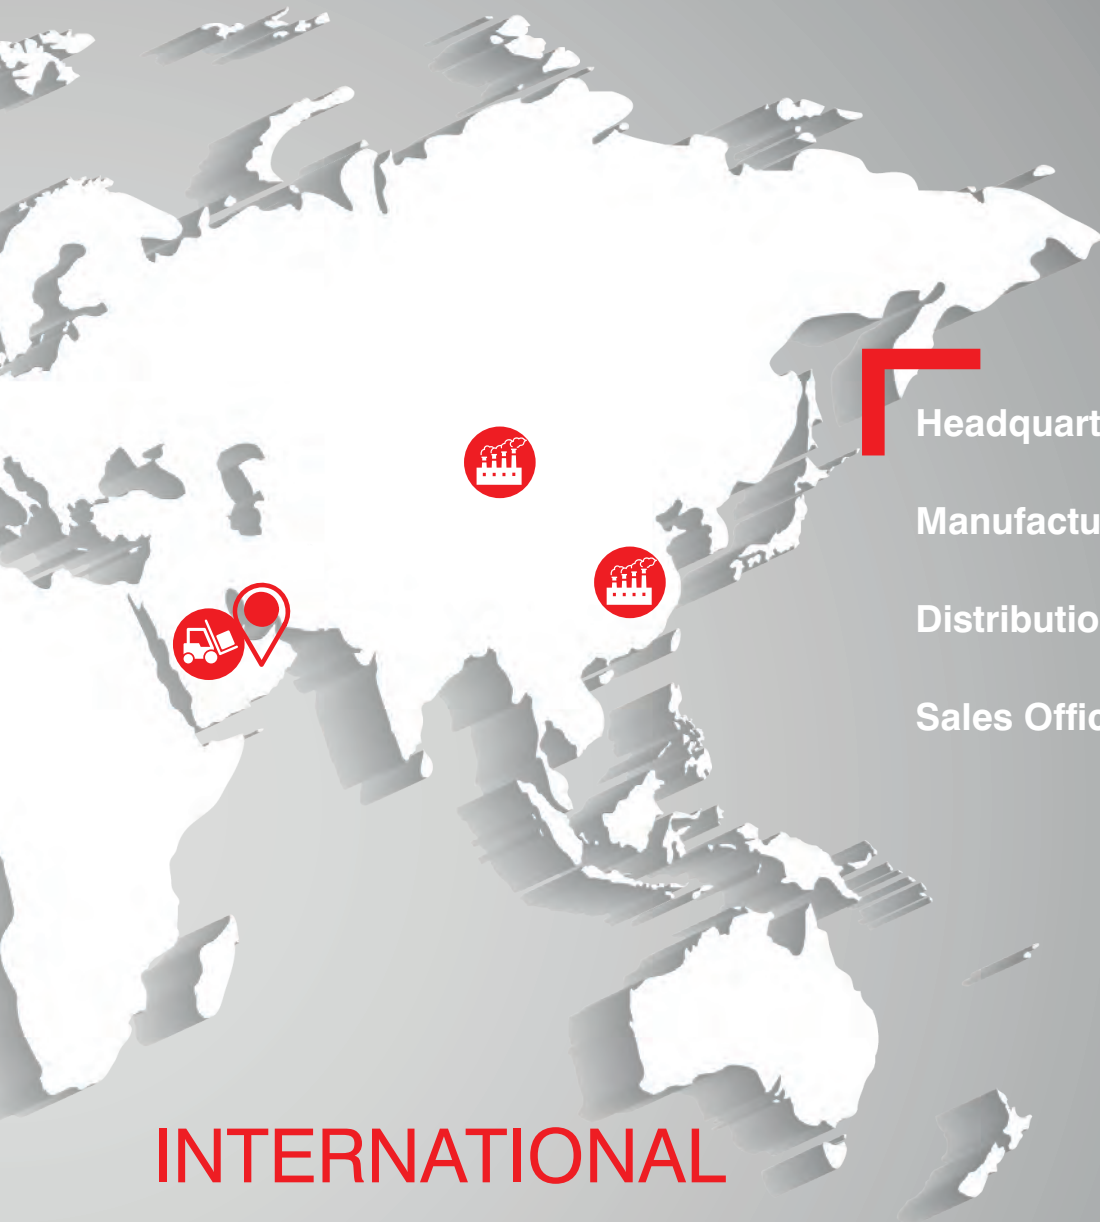 Headquart
Manufactu
Distributio
Sales Offic
INTERNATIONAL